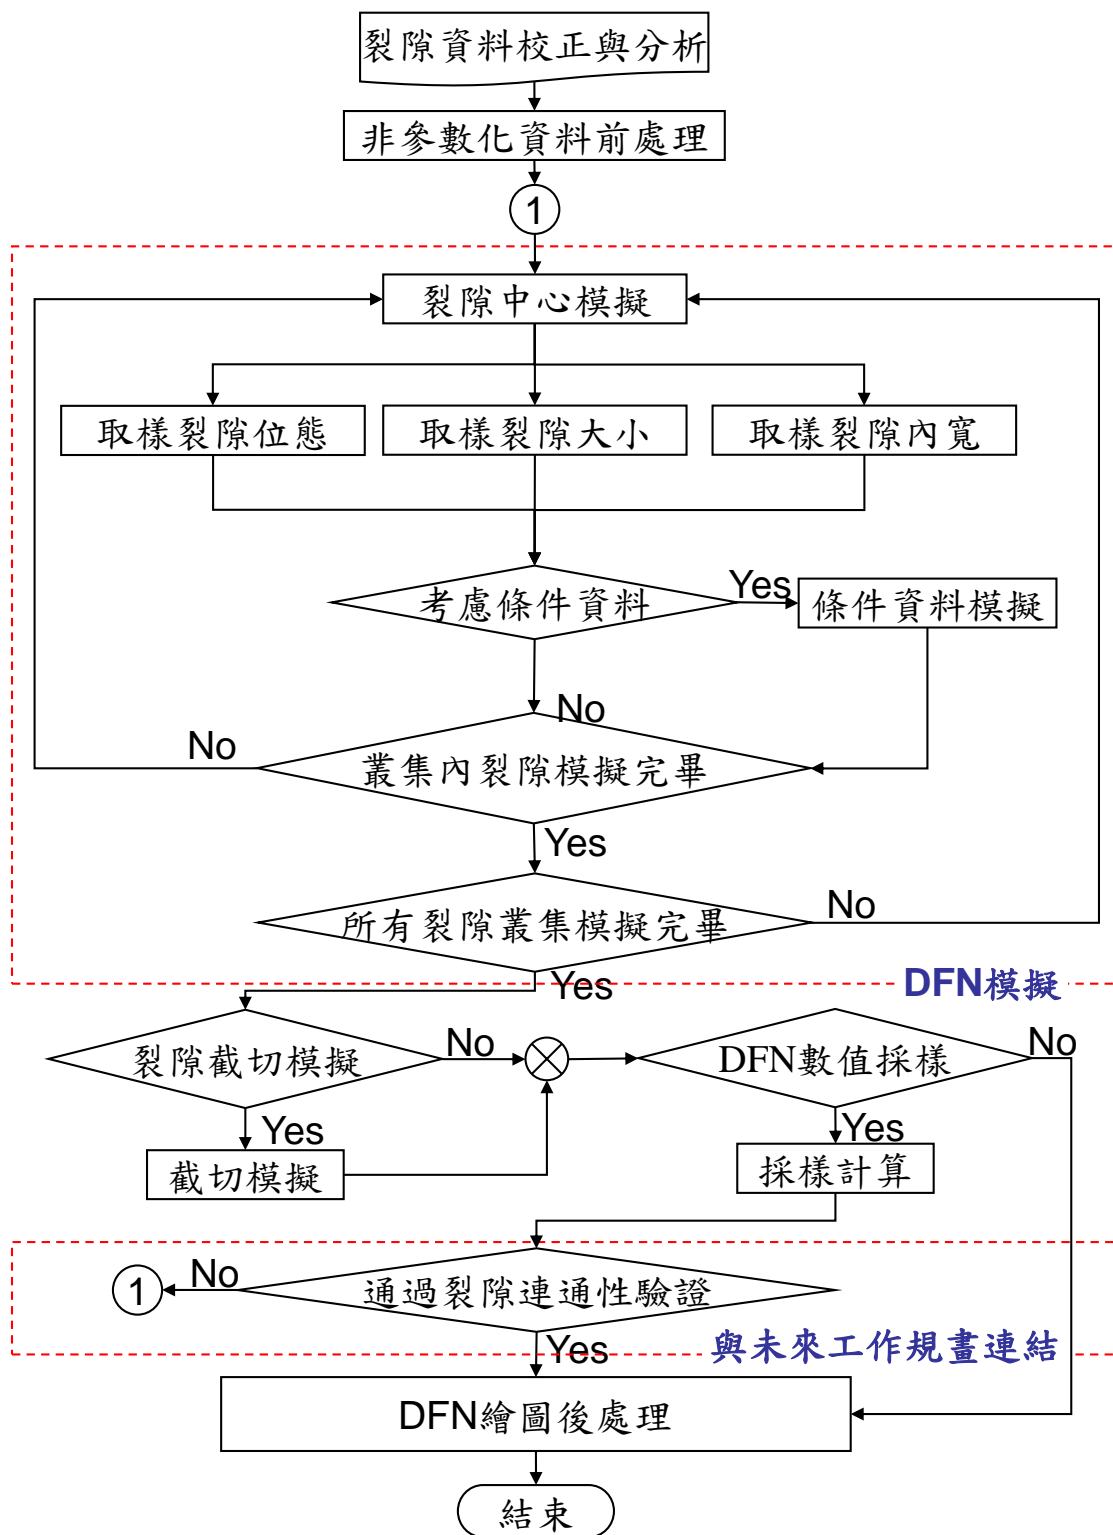 裂隙資料校正與分析
非參數化資料前處理
1
裂隙中心模擬
取樣裂隙位態
取樣裂隙大小
取樣裂隙內寬
考慮條件資料
Yes
條件資料模擬
No
叢集內裂隙模擬完畢
No
Yes
所有裂隙叢集模擬完畢
No
Yes
DFN模擬
裂隙截切模擬
No
DFN數值採樣
No
Yes
截切模擬
Yes
採樣計算
1
No
通過裂隙連通性驗證
Yes
與未來工作規畫連結
DFN繪圖後處理
結束